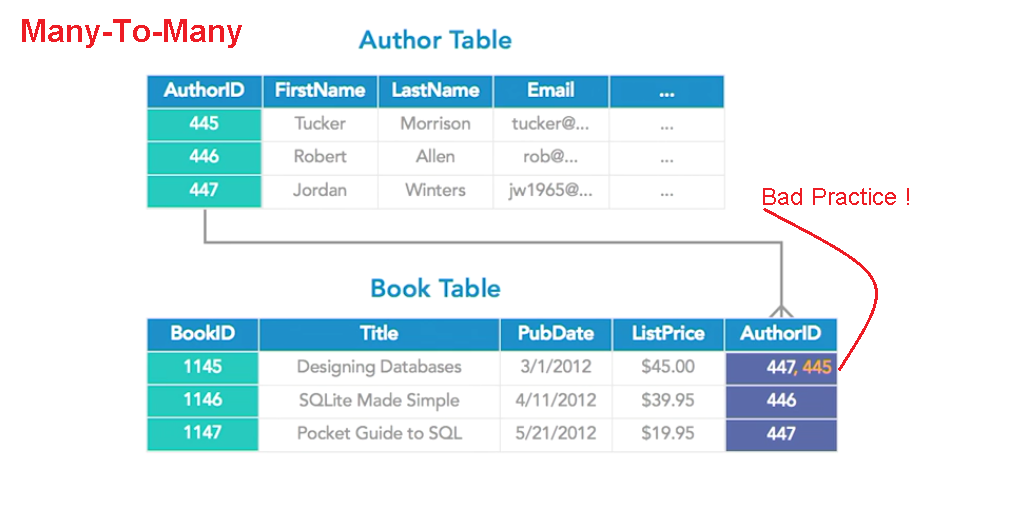 Many-To-Many
Author Table
AuthorID FirstName LastName Email ...
445 Tucker Morrison tucker@... ...
446 Robert Allen rob@... ...
447 Jordan Winters jw1965@... ...
Bad Practice !
Book Table
BookID Title PubDate ListPrice AuthorID
1145 Designing Databases 3/1/2012 $45.00 447, 445
1146 SQLite Made Simple 4/11/2012 $39.95 446
1147 Pocket Guide to SQL 5/21/2012 $19.95 447